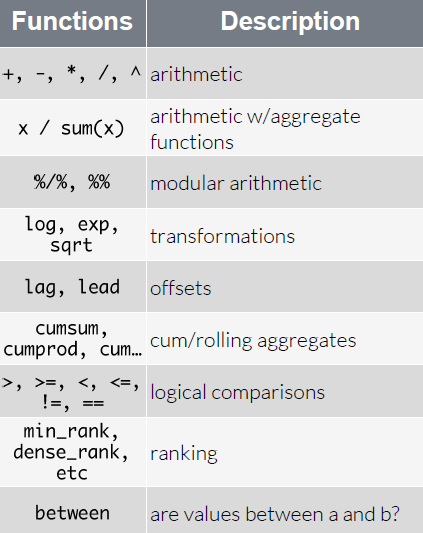 Functions Description
+, -, *, /, ^ arithmetic
x / sum(x) arithmetic w/aggregate
functions
%/%, %% modular arithmetic
log, exp,
sqrt transformations
lag, lead offsets
cumsum,
cumprod, cum… cum/rolling aggregates
>, >=, <, <=,
!=, == logical comparisons
min_rank,
dense_rank,
etc ranking
between are values between a and b?